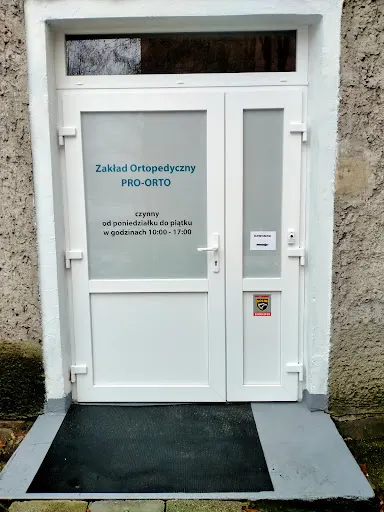 Zakład Ortopedyczny
PRO-ORTO
czynny
od poniedziałku do piątku
w godzinach 10:00 - 17:00